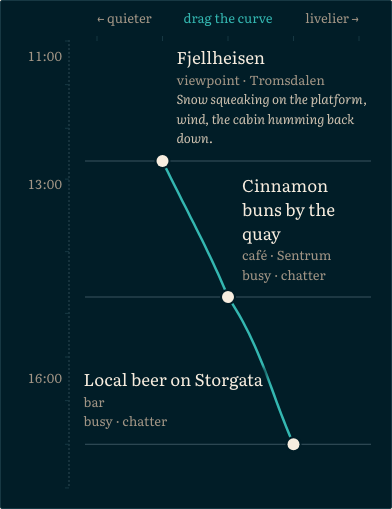 ← quieter
drag the curve
livelier →
11:00
Fjellheisen
viewpoint · Tromsdalen
Snow squeaking on the platform,
wind, the cabin humming back
down.
13:00
Cinnamon
buns by the
quay
café · Sentrum
busy · chatter
16:00
Local beer on Storgata
bar
busy · chatter